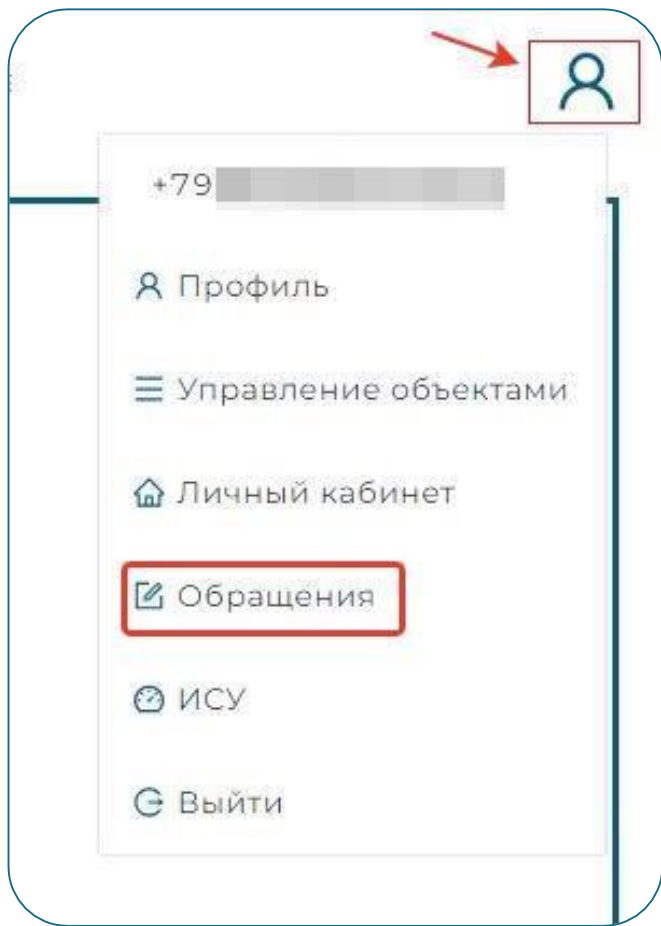 +79
Профиль
Управление объектами
Личный кабинет
Обращения
ИСУ
Выйти